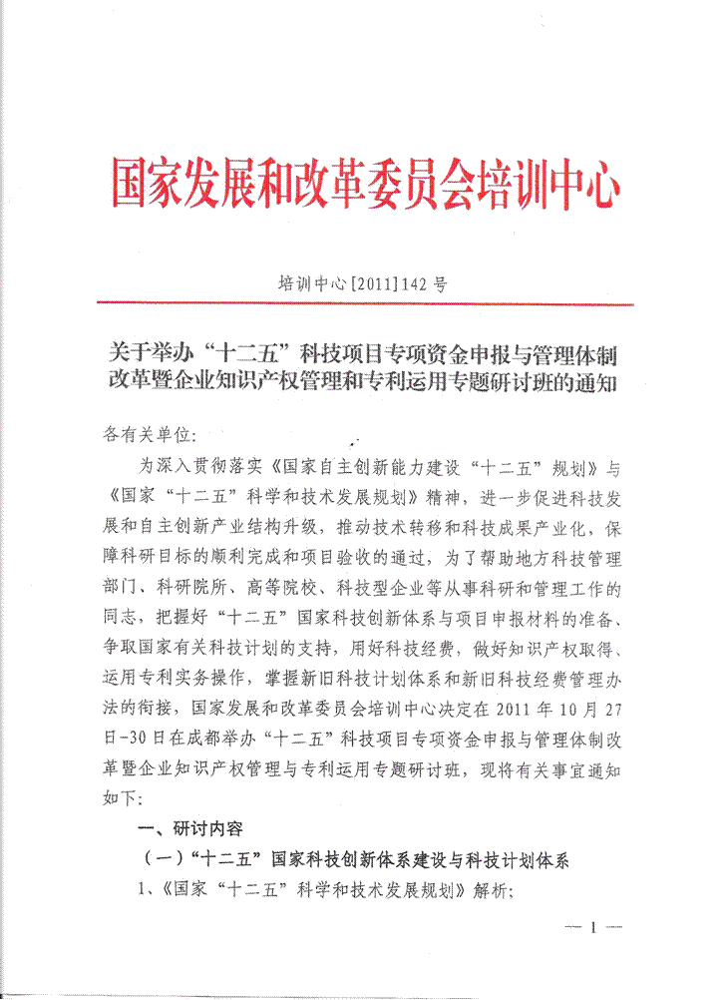 国家发展和改革委员会培训中心
培训中心[2011]142 号
关于举办“十二五”科技项目专项资金申报与管理体制
改革暨企业知识产权管理和专利运用专题研讨班的通知
各有关单位：
为深入贯彻落实《国家自主创新能力建设“十二五”规划》与
《国家“十二五”科学和技术发展规划》精神，进一步促进科技发
展和自主创新产业结构升级，推动技术转移和科技成果产业化，保
障科研目标的顺利完成和项目验收的通过，为了帮助地方科技管理
部门、科研院所、高等院校、科技型企业等从事科研和管理工作的
同志，把握好“十二五”国家科技创新体系与项目申报材料的准备、
争取国家有关科技计划的支持，用好科技经费，做好知识产权取得、
运用专利实务操作，掌握新旧科技计划体系和新旧科技经费管理办
法的衔接，国家发展和改革委员会培训中心决定在 2011 年 10 月 27
日-30 日在成都举办“十二五”科技项目专项资金申报与管理体制改
革暨企业知识产权管理与专利运用专题研讨班，现将有关事宜通知
如下：
一、研讨内容
（一）“十二五”国家科技创新体系建设与科技计划体系
1、《国家“十二五”科学和技术发展规划》解析；
— 1 —